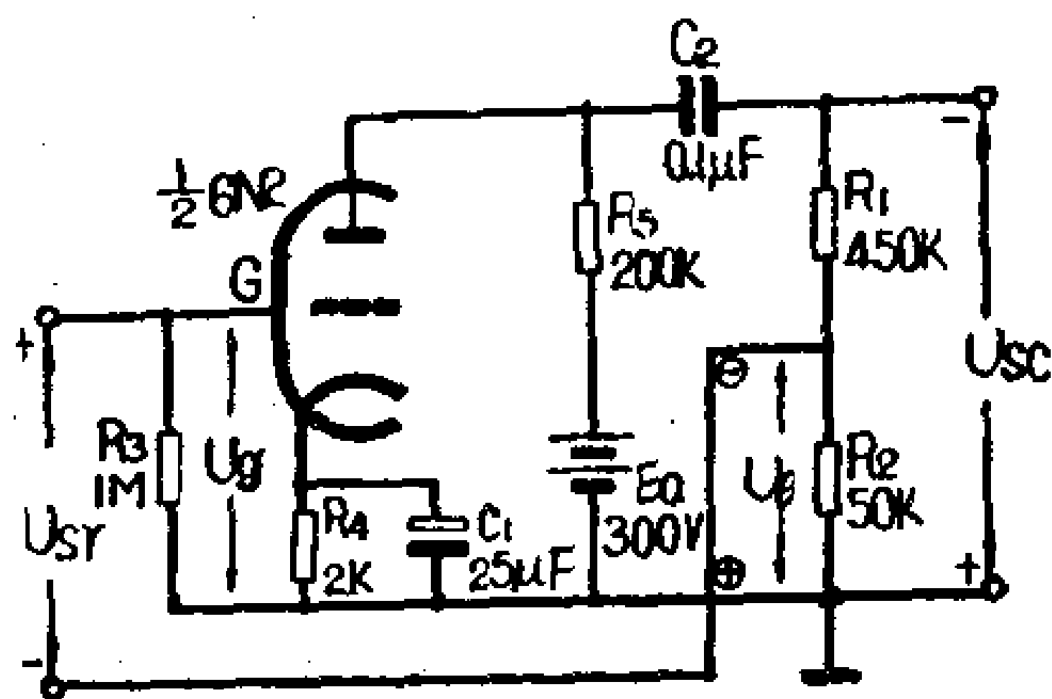 C2
0.1μF
½6N2
G
R5
200K
R1
450K
+
-
Usc
R3
1M
Ug
Usr
R4
2K
C1
25μF
Ea
300V
⊖
Uβ
⊕
R2
50K
+
-